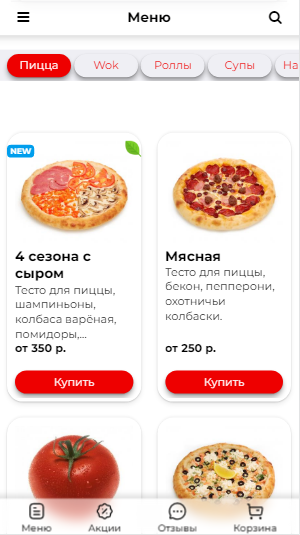 Меню
Пицца Wok Роллы Супы На
NEW
4 сезона с
сыром
Тесто для пиццы,
шампиньоны,
колбаса варёная,
помидоры,...
от 350 р.
Купить
Мясная
Тесто для пиццы,
бекон, пепперони,
охотничьи
колбаски.
от 250 р.
Купить
Меню Акции Отзывы Корзина